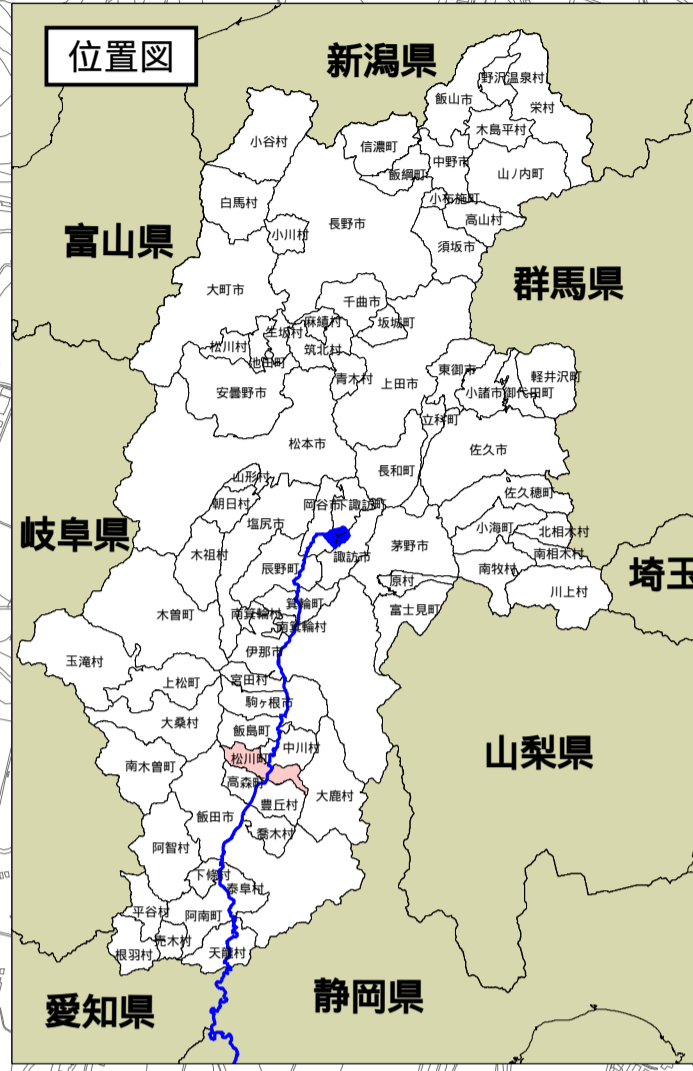 位置図
新潟県
野沢温泉村
飯山市
栄村
木島平村
小谷村
信濃町
中野市
飯綱町
山ノ内町
白馬村
小布施町
高山村
長野市
小川村
須坂市
富山県
群馬県
大町市
千曲市
麻績村
坂城町
生坂村
松川村
筑北村
池田町
青木村
東御市
軽井沢町
上田市
安曇野市
小諸市
御代田町
立科町
松本市
佐久市
長和町
山形村
佐久穂町
朝日村
岡谷市
下諏訪町
塩尻市
小海町
北相木村
岐阜県
茅野市
木祖村
諏訪市
南相木村
辰野町
南牧村
埼玉
原村
川上村
箕輪町
富士見町
木曽町
南箕輪村
南箕輪村
伊那市
玉滝村
上松町
宮田村
駒ヶ根市
大桑村
飯島町
中川村
山梨県
松川町
南木曽町
高森町
大鹿村
豊丘村
飯田市
喬木村
阿智村
下條村
泰阜村
平谷村
阿南町
売木村
根羽村
天龍村
静岡県
愛知県